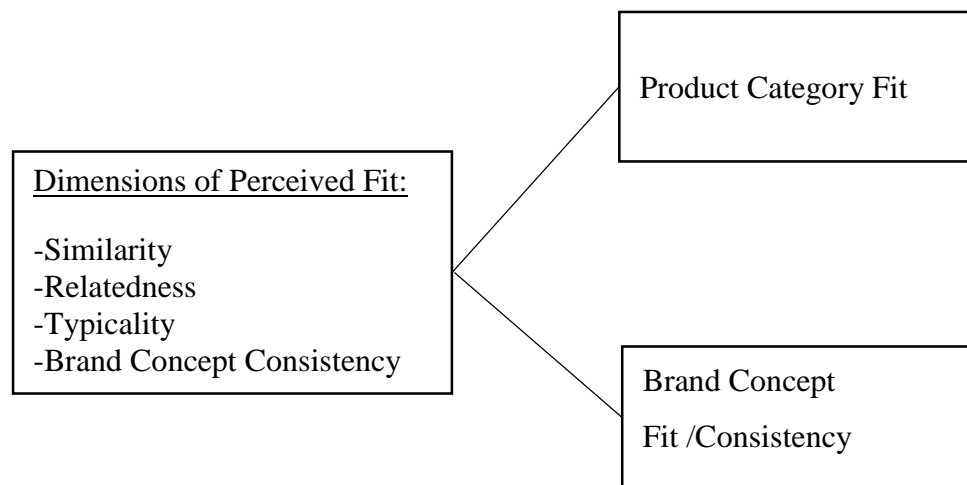 Product Category Fit
Dimensions of Perceived Fit:
-Similarity
-Relatedness
-Typicality
-Brand Concept Consistency
Brand Concept
Fit /Consistency